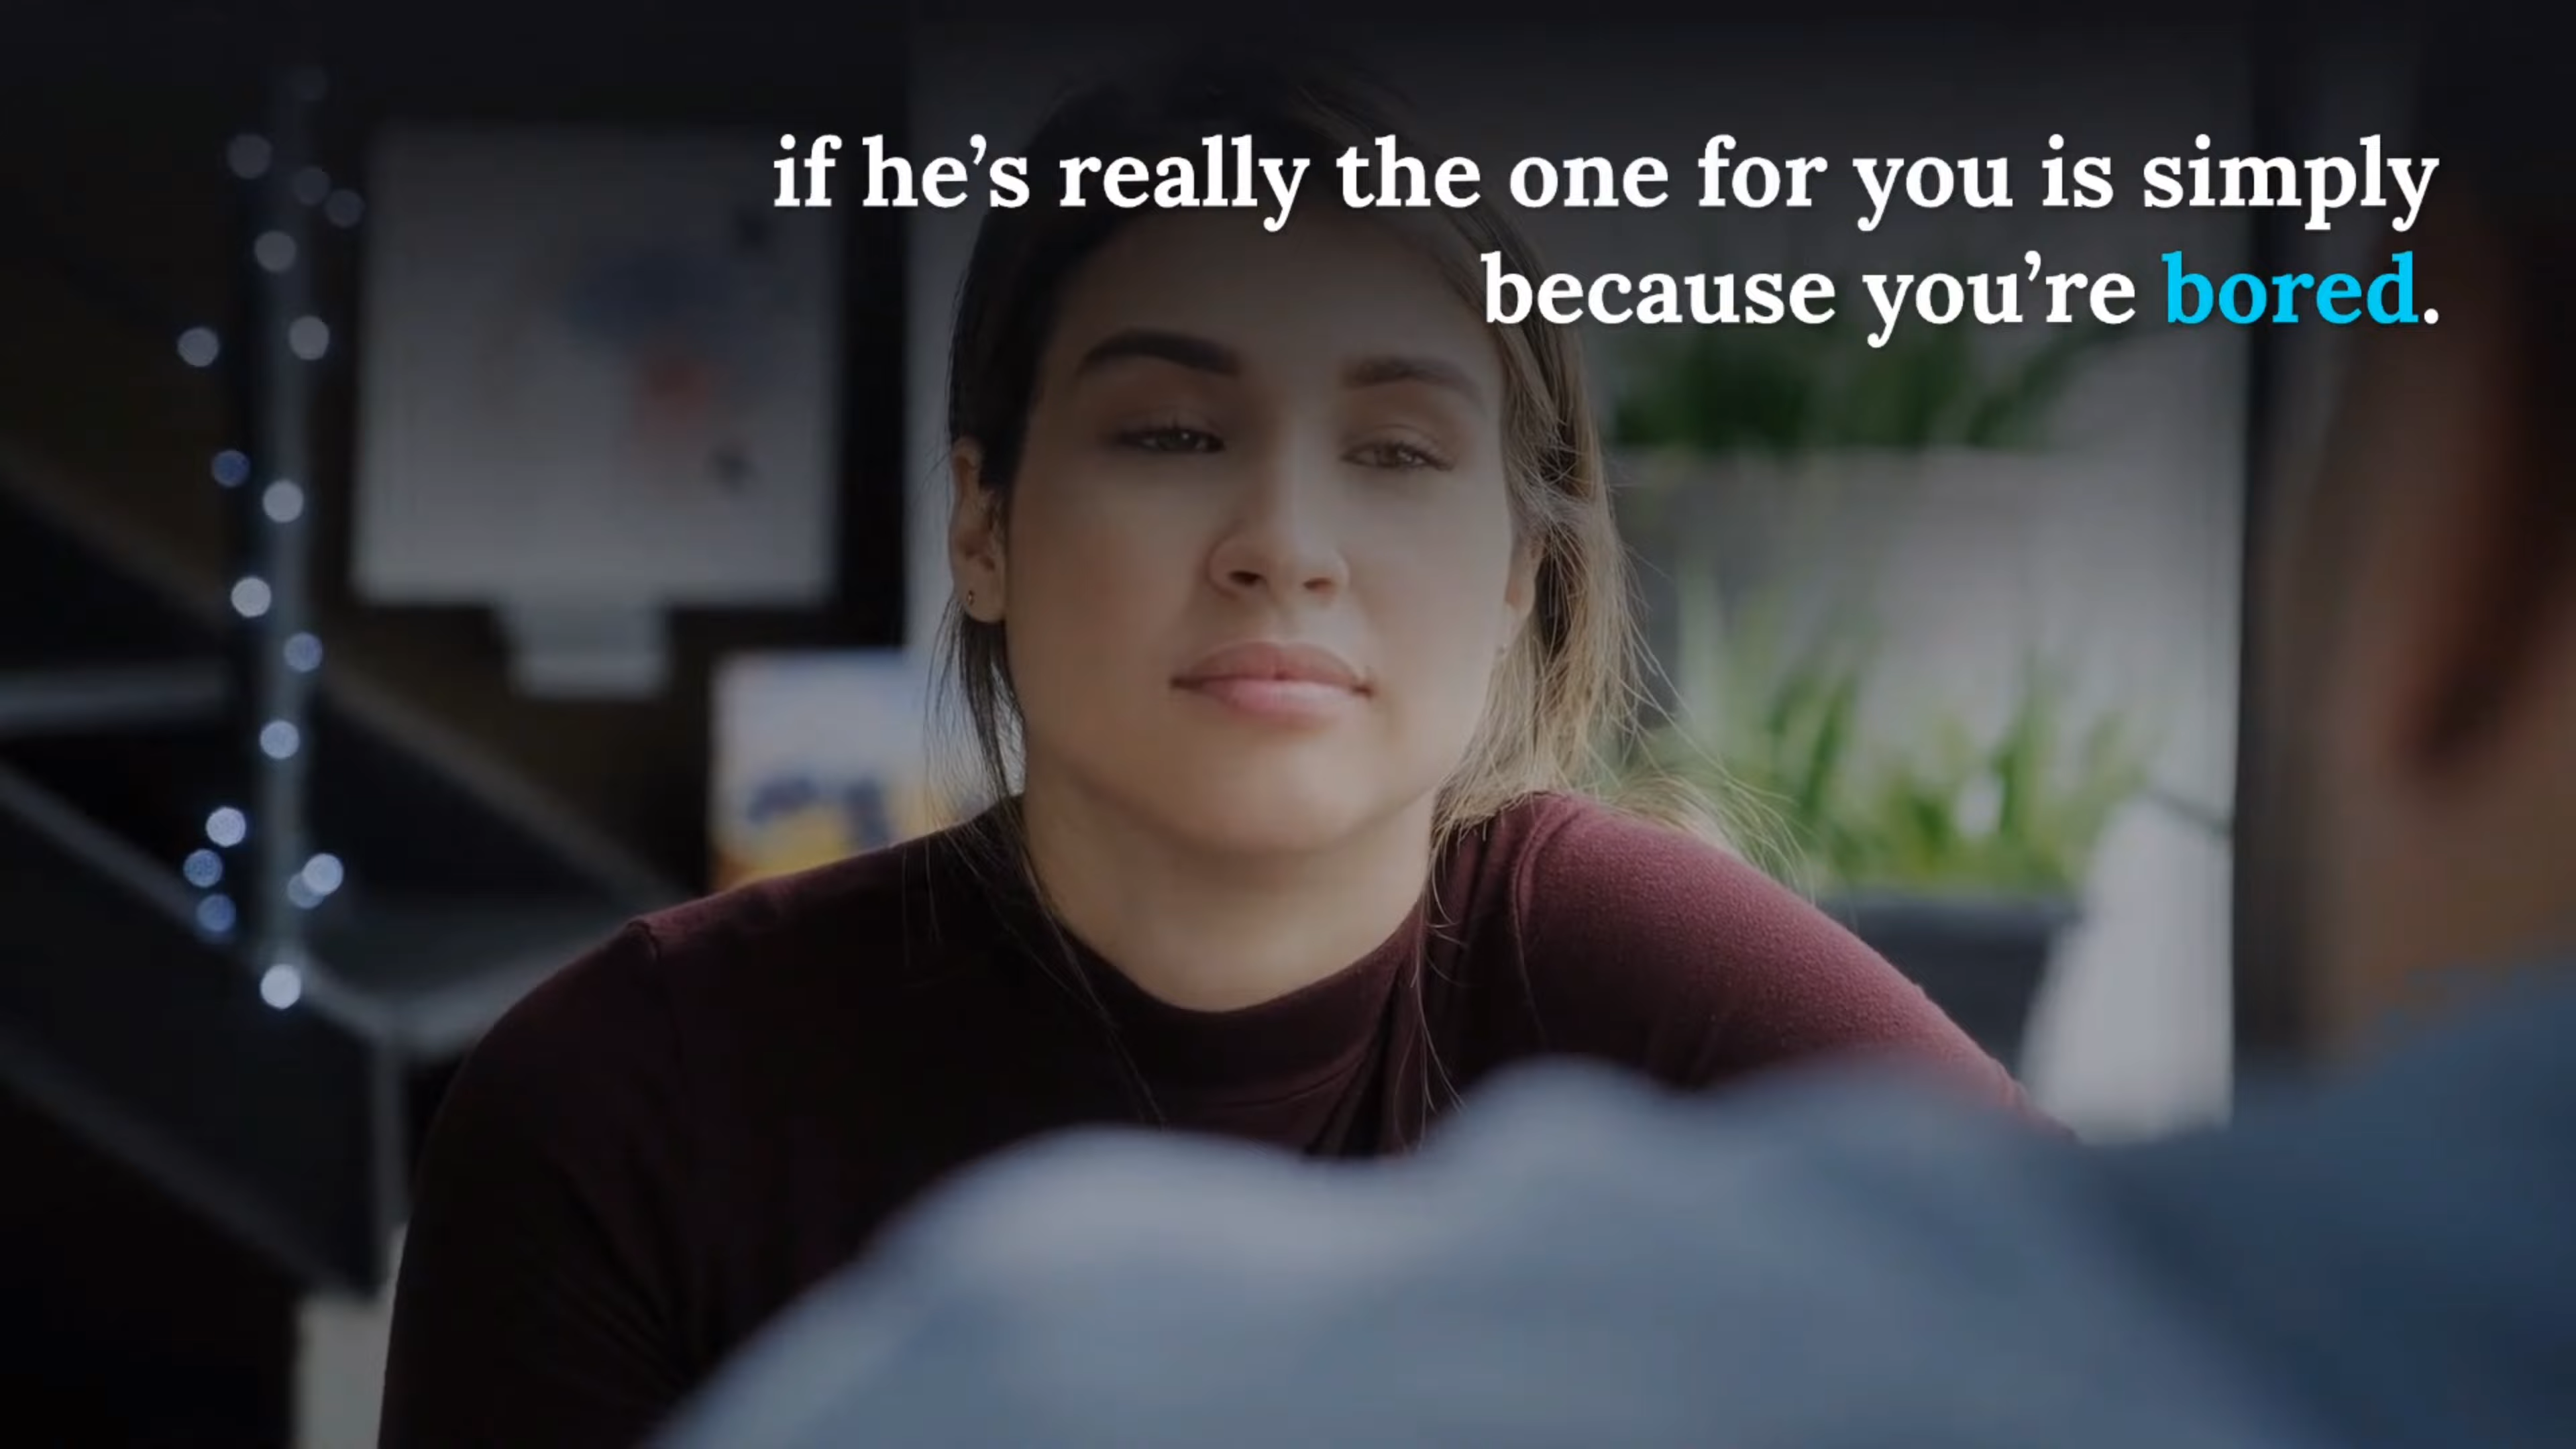 if he’s really the one for you is simply
because you’re bored.